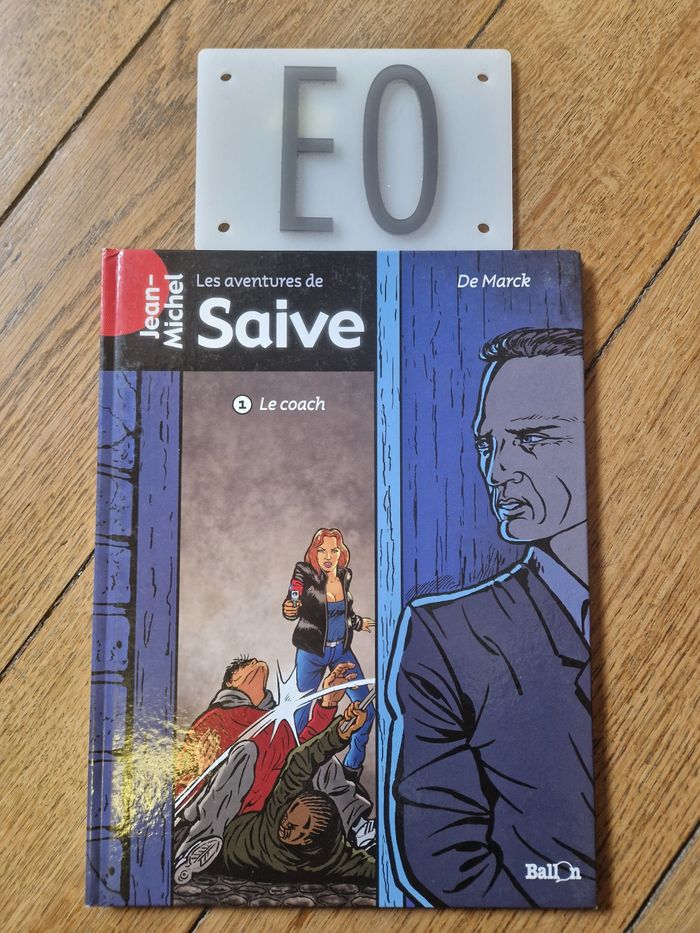 EO
Jean-
Michel
Les aventures de
Saive
De Marck
1 Le coach
Ballon